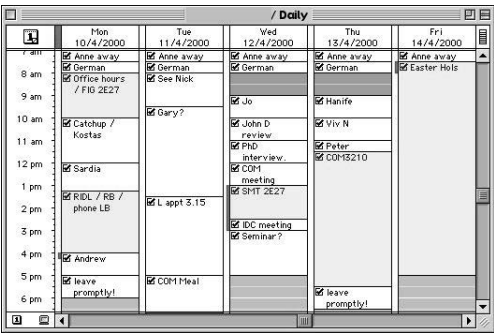 / Daily
1
Mon
10/4/2000
Tue
11/4/2000
Wed
12/4/2000
Thu
13/4/2000
Fri
14/4/2000
7 am
8 am
9 am
10 am
11 am
12 pm
1 pm
2 pm
3 pm
4 pm
5 pm
6 pm
Anne away
German
Office hours
/ FIG 2E27
Catchup /
Kostas
Sardia
RIDL / RB /
phone LB
Andrew
leave
promptly!
Anne away
See Nick
Gary?
L appt 3.15
COM Meal
Anne away
German
Jo
John D
review
PhD
interview.
COM
meeting
SMT 2E27
IDC meeting
Seminar?
Anne away
German
Hanife
Viv N
Peter
COM3210
leave
promptly!
Anne away
Easter Hols
1